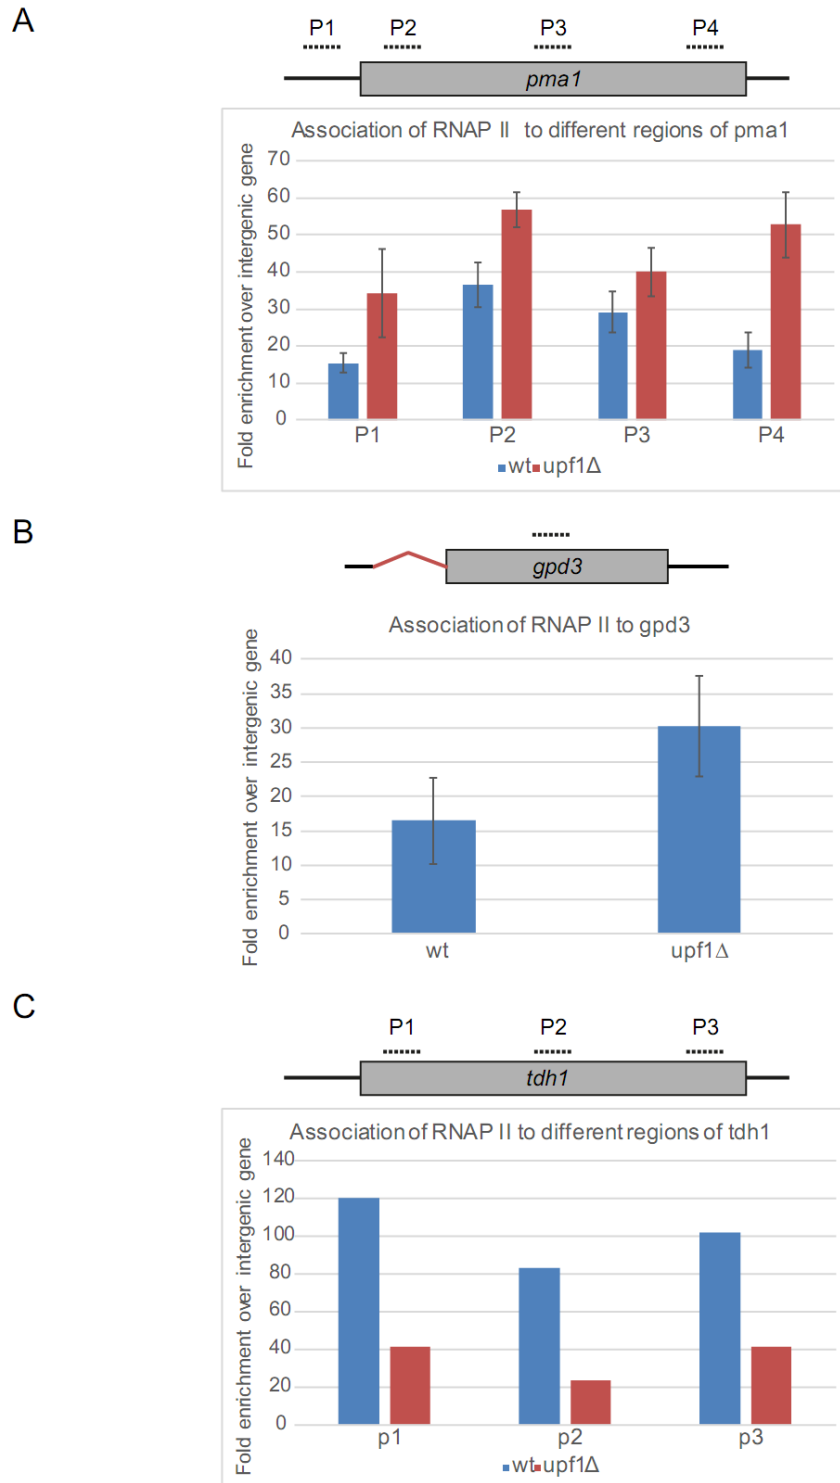 A
P1 P2 P3 P4
pma1
Association of RNAP II to different regions of pma1
Fold enrichment over intergenic gene
70
60
50
40
30
20
10
0
P1 P2 P3 P4
wt upf1Δ
B
gpd3
Association of RNAP II to gpd3
Fold enrichment over intergenic gene
40
35
30
25
20
15
10
5
0
wt upf1Δ
C
P1 P2 P3
tdh1
Association of RNAP II to different regions of tdh1
Fold enrichment over intergenic gene
140
120
100
80
60
40
20
0
p1 p2 p3
wt upf1Δ